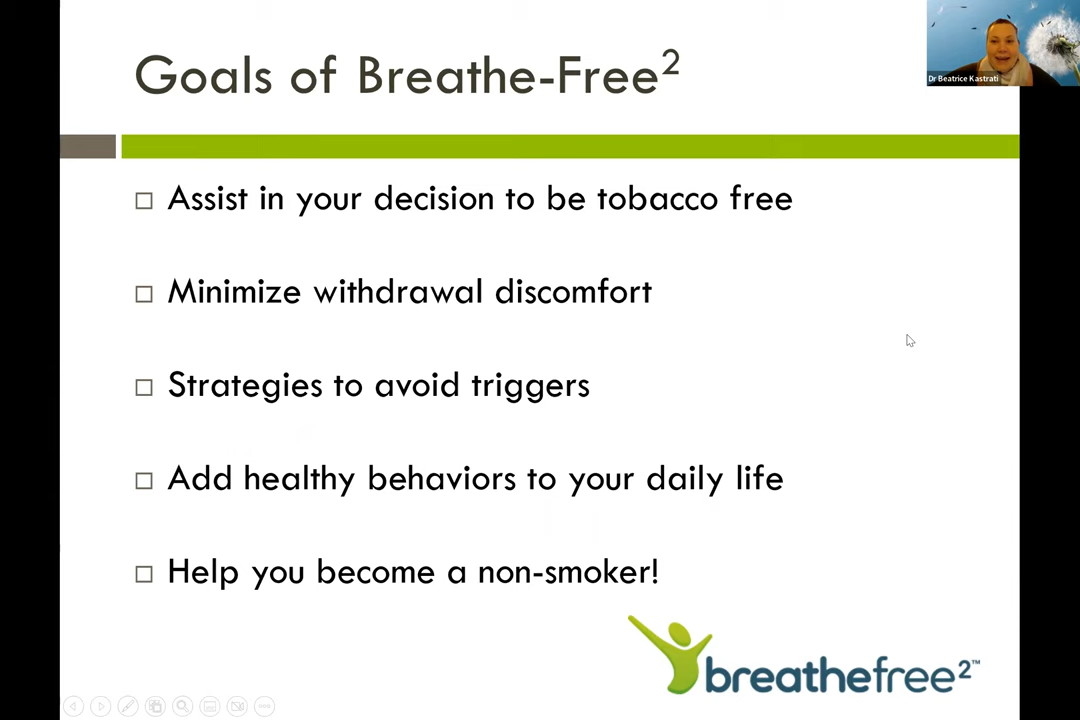 Goals of Breathe-Free²
Dr Beatrice Kastrati
Assist in your decision to be tobacco free
Minimize withdrawal discomfort
Strategies to avoid triggers
Add healthy behaviors to your daily life
Help you become a non-smoker!
breathefree²™